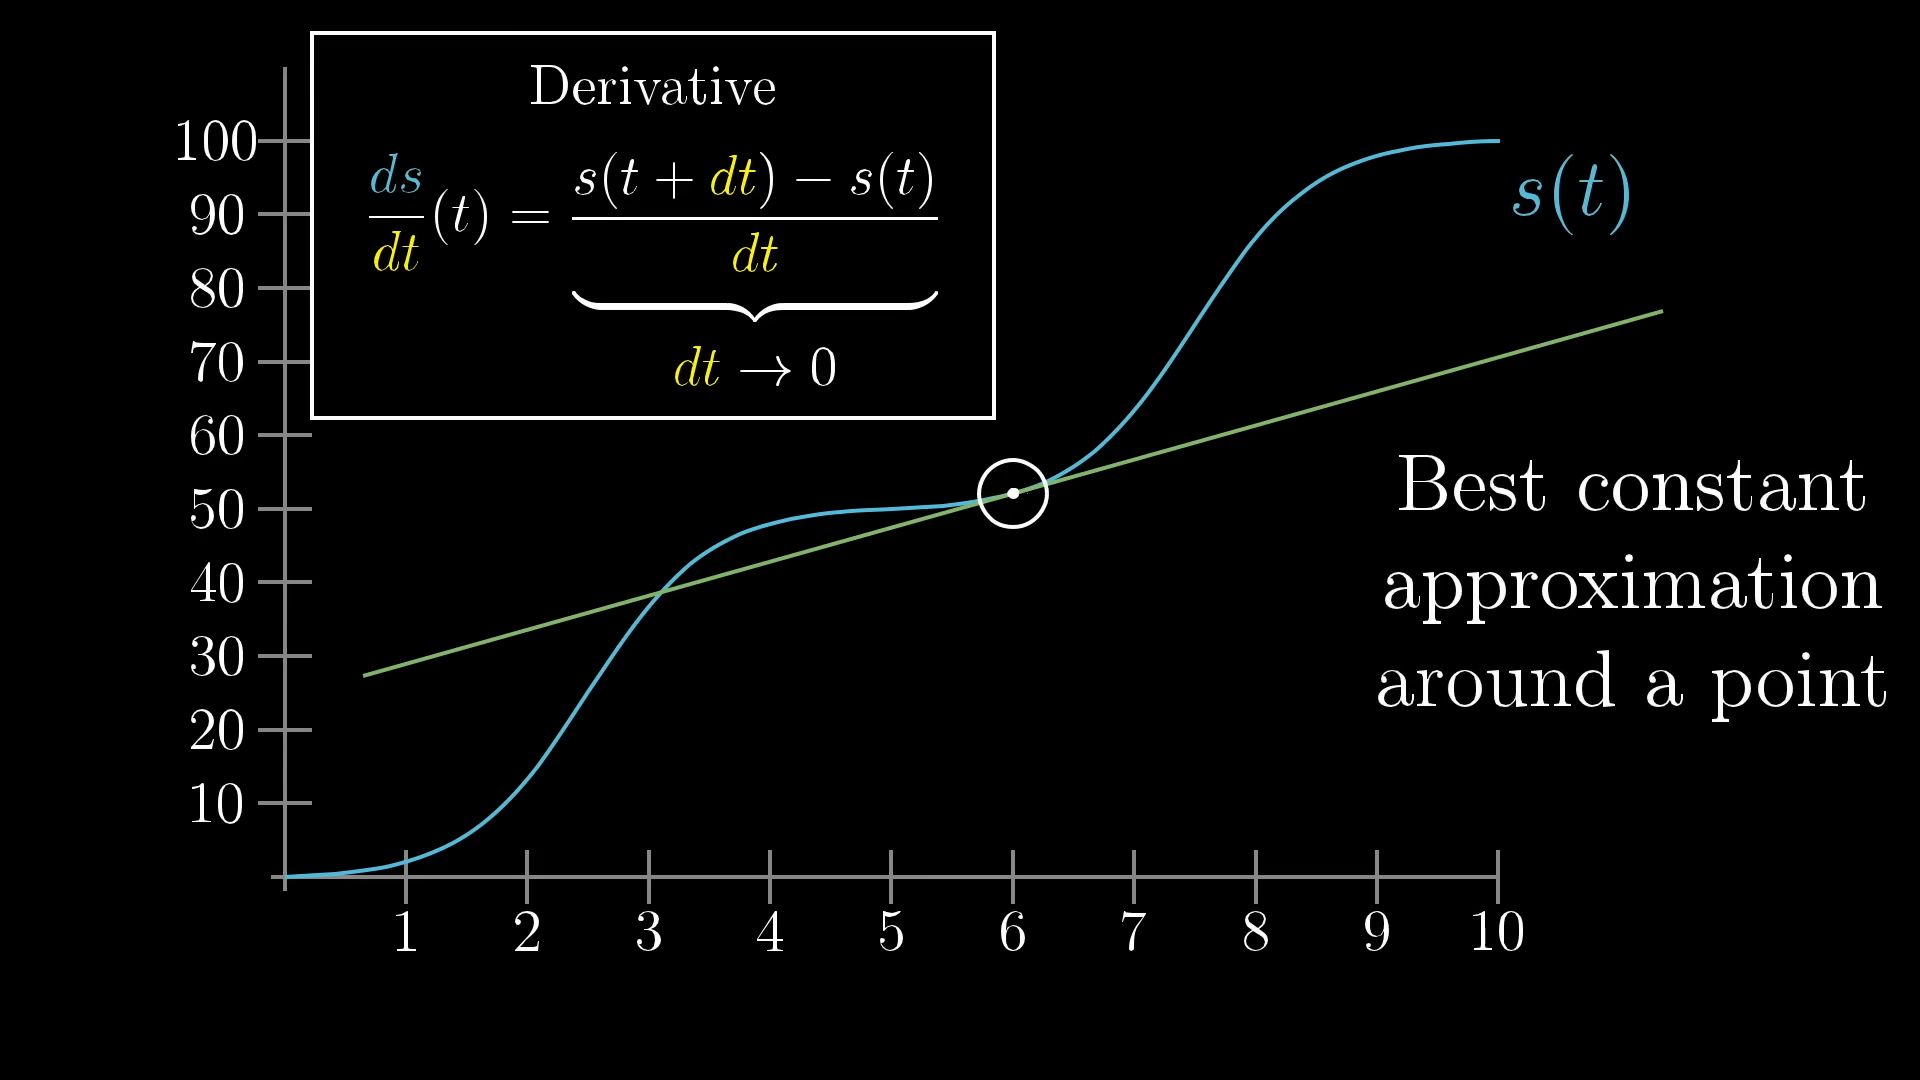 Derivative
ds/dt (t) = s(t + dt) − s(t) / dt
dt → 0
s(t)
Best constant
approximation
around a point
100
90
80
70
60
50
40
30
20
10
1 2 3 4 5 6 7 8 9 10